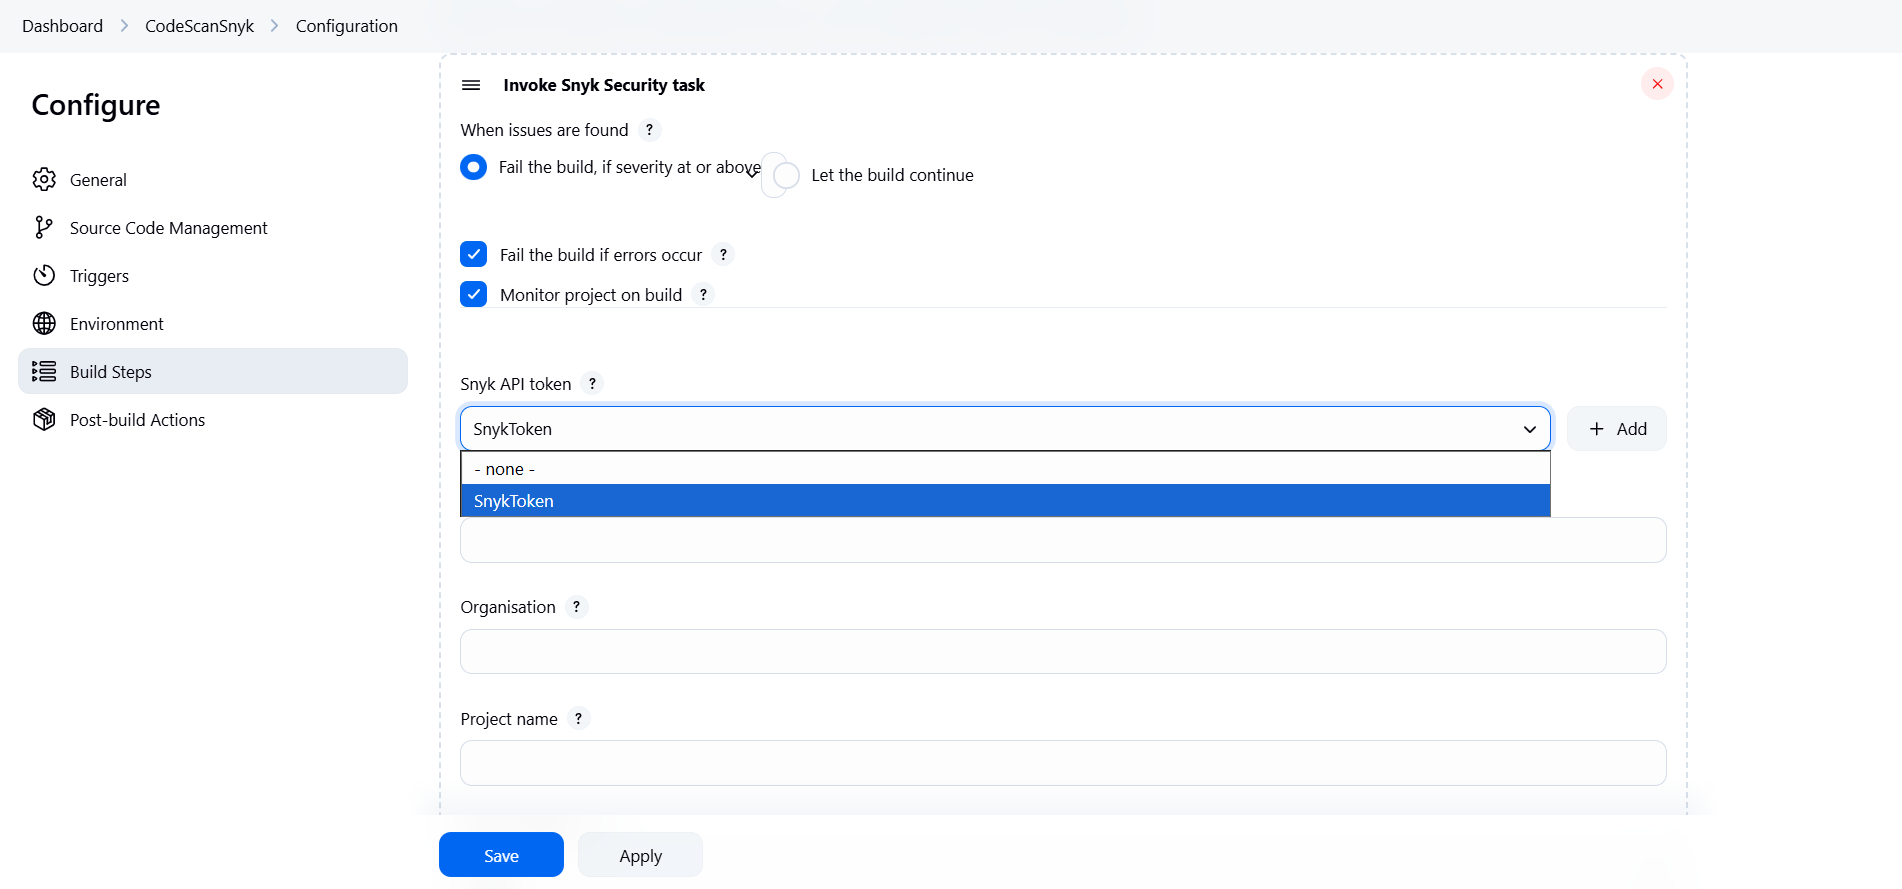 Dashboard > CodeScanSnyk > Configuration
Configure
General
Source Code Management
Triggers
Environment
Build Steps
Post-build Actions
Invoke Snyk Security task
When issues are found ?
Fail the build, if severity at or above
Let the build continue
Fail the build if errors occur ?
Monitor project on build ?
Snyk API token ?
SnykToken
+ Add
- none -
SnykToken
Organisation ?
Project name ?
Save
Apply